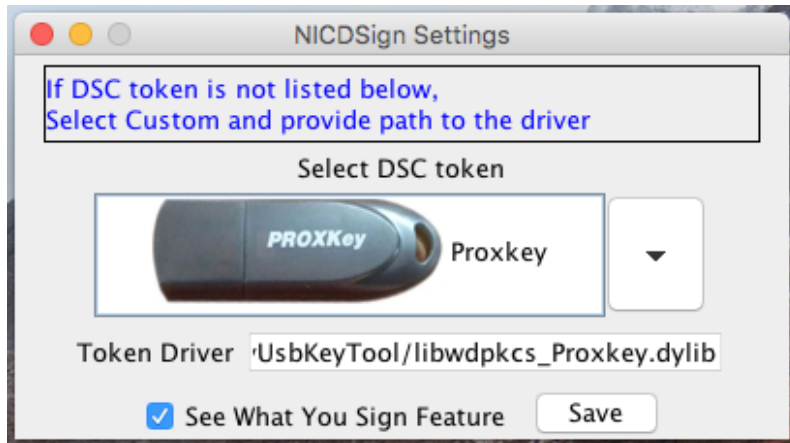 NICDSign Settings
If DSC token is not listed below,
Select Custom and provide path to the driver
Select DSC token
PROXKey
Proxkey
Token Driver UsbKeyTool/libwdpkcs_Proxkey.dylib
See What You Sign Feature Save